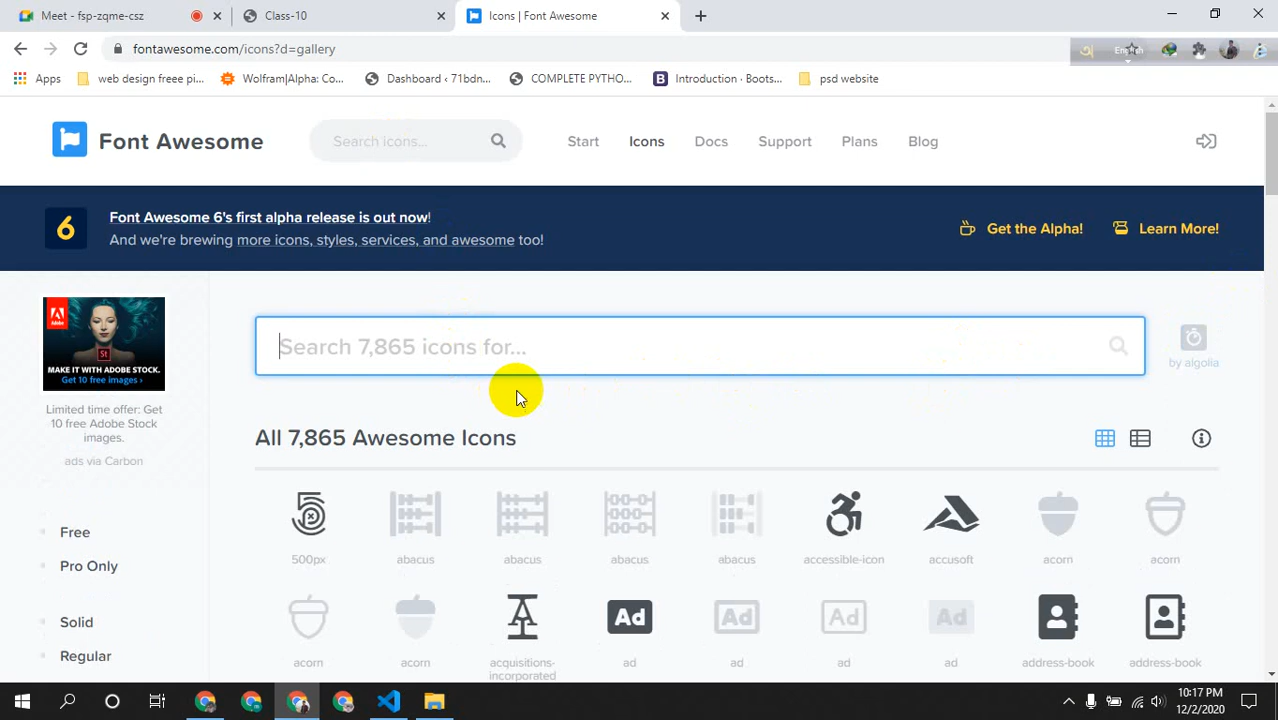 Meet - fsp-zqme-csz
Class-10
Icons | Font Awesome
fontawesome.com/icons?d=gallery
English
Apps
web design freee pi...
Wolfram|Alpha: Co...
Dashboard ‹ 71bdn...
COMPLETE PYTHO...
Introduction · Boots...
psd website
Font Awesome
Search icons...
Start
Icons
Docs
Support
Plans
Blog
6
Font Awesome 6's first alpha release is out now!
And we're brewing more icons, styles, services, and awesome too!
Get the Alpha!
Learn More!
St
MAKE IT WITH ADOBE STOCK.
Get 10 free images ›
Limited time offer: Get
10 free Adobe Stock
images.
ads via Carbon
Search 7,865 icons for...
by algolia
All 7,865 Awesome Icons
Free
Pro Only
Solid
Regular
500px
abacus
abacus
abacus
abacus
accessible-icon
accusoft
acorn
acorn
Ad
Ad
Ad
Ad
acorn
acorn
acquisitions-
incorporated
ad
ad
ad
ad
address-book
address-book
10:17 PM
12/2/2020